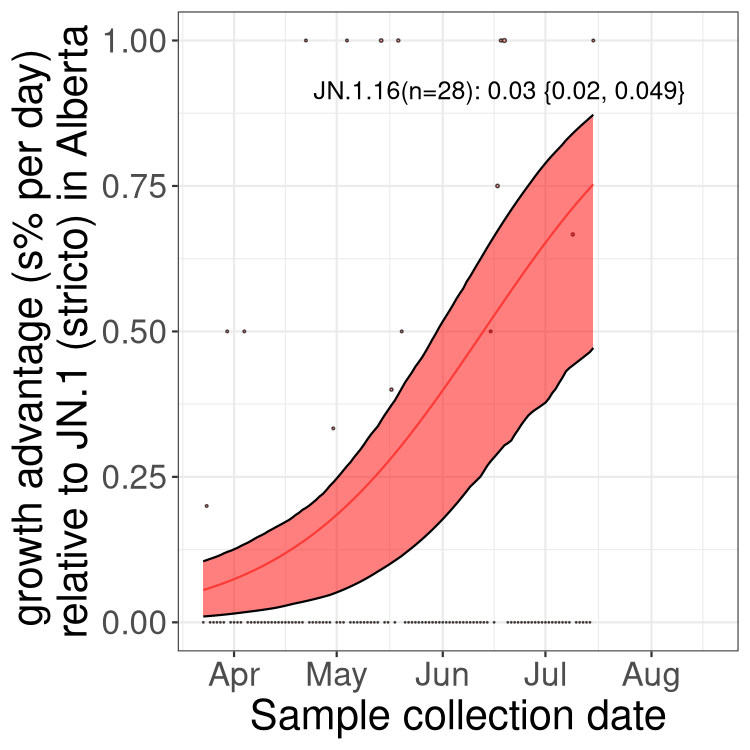 growth advantage (s% per day)
relative to JN.1 (stricto) in Alberta
1.00
0.75
0.50
0.25
0.00
JN.1.16(n=28): 0.03 {0.02, 0.049}
Apr May Jun Jul Aug
Sample collection date